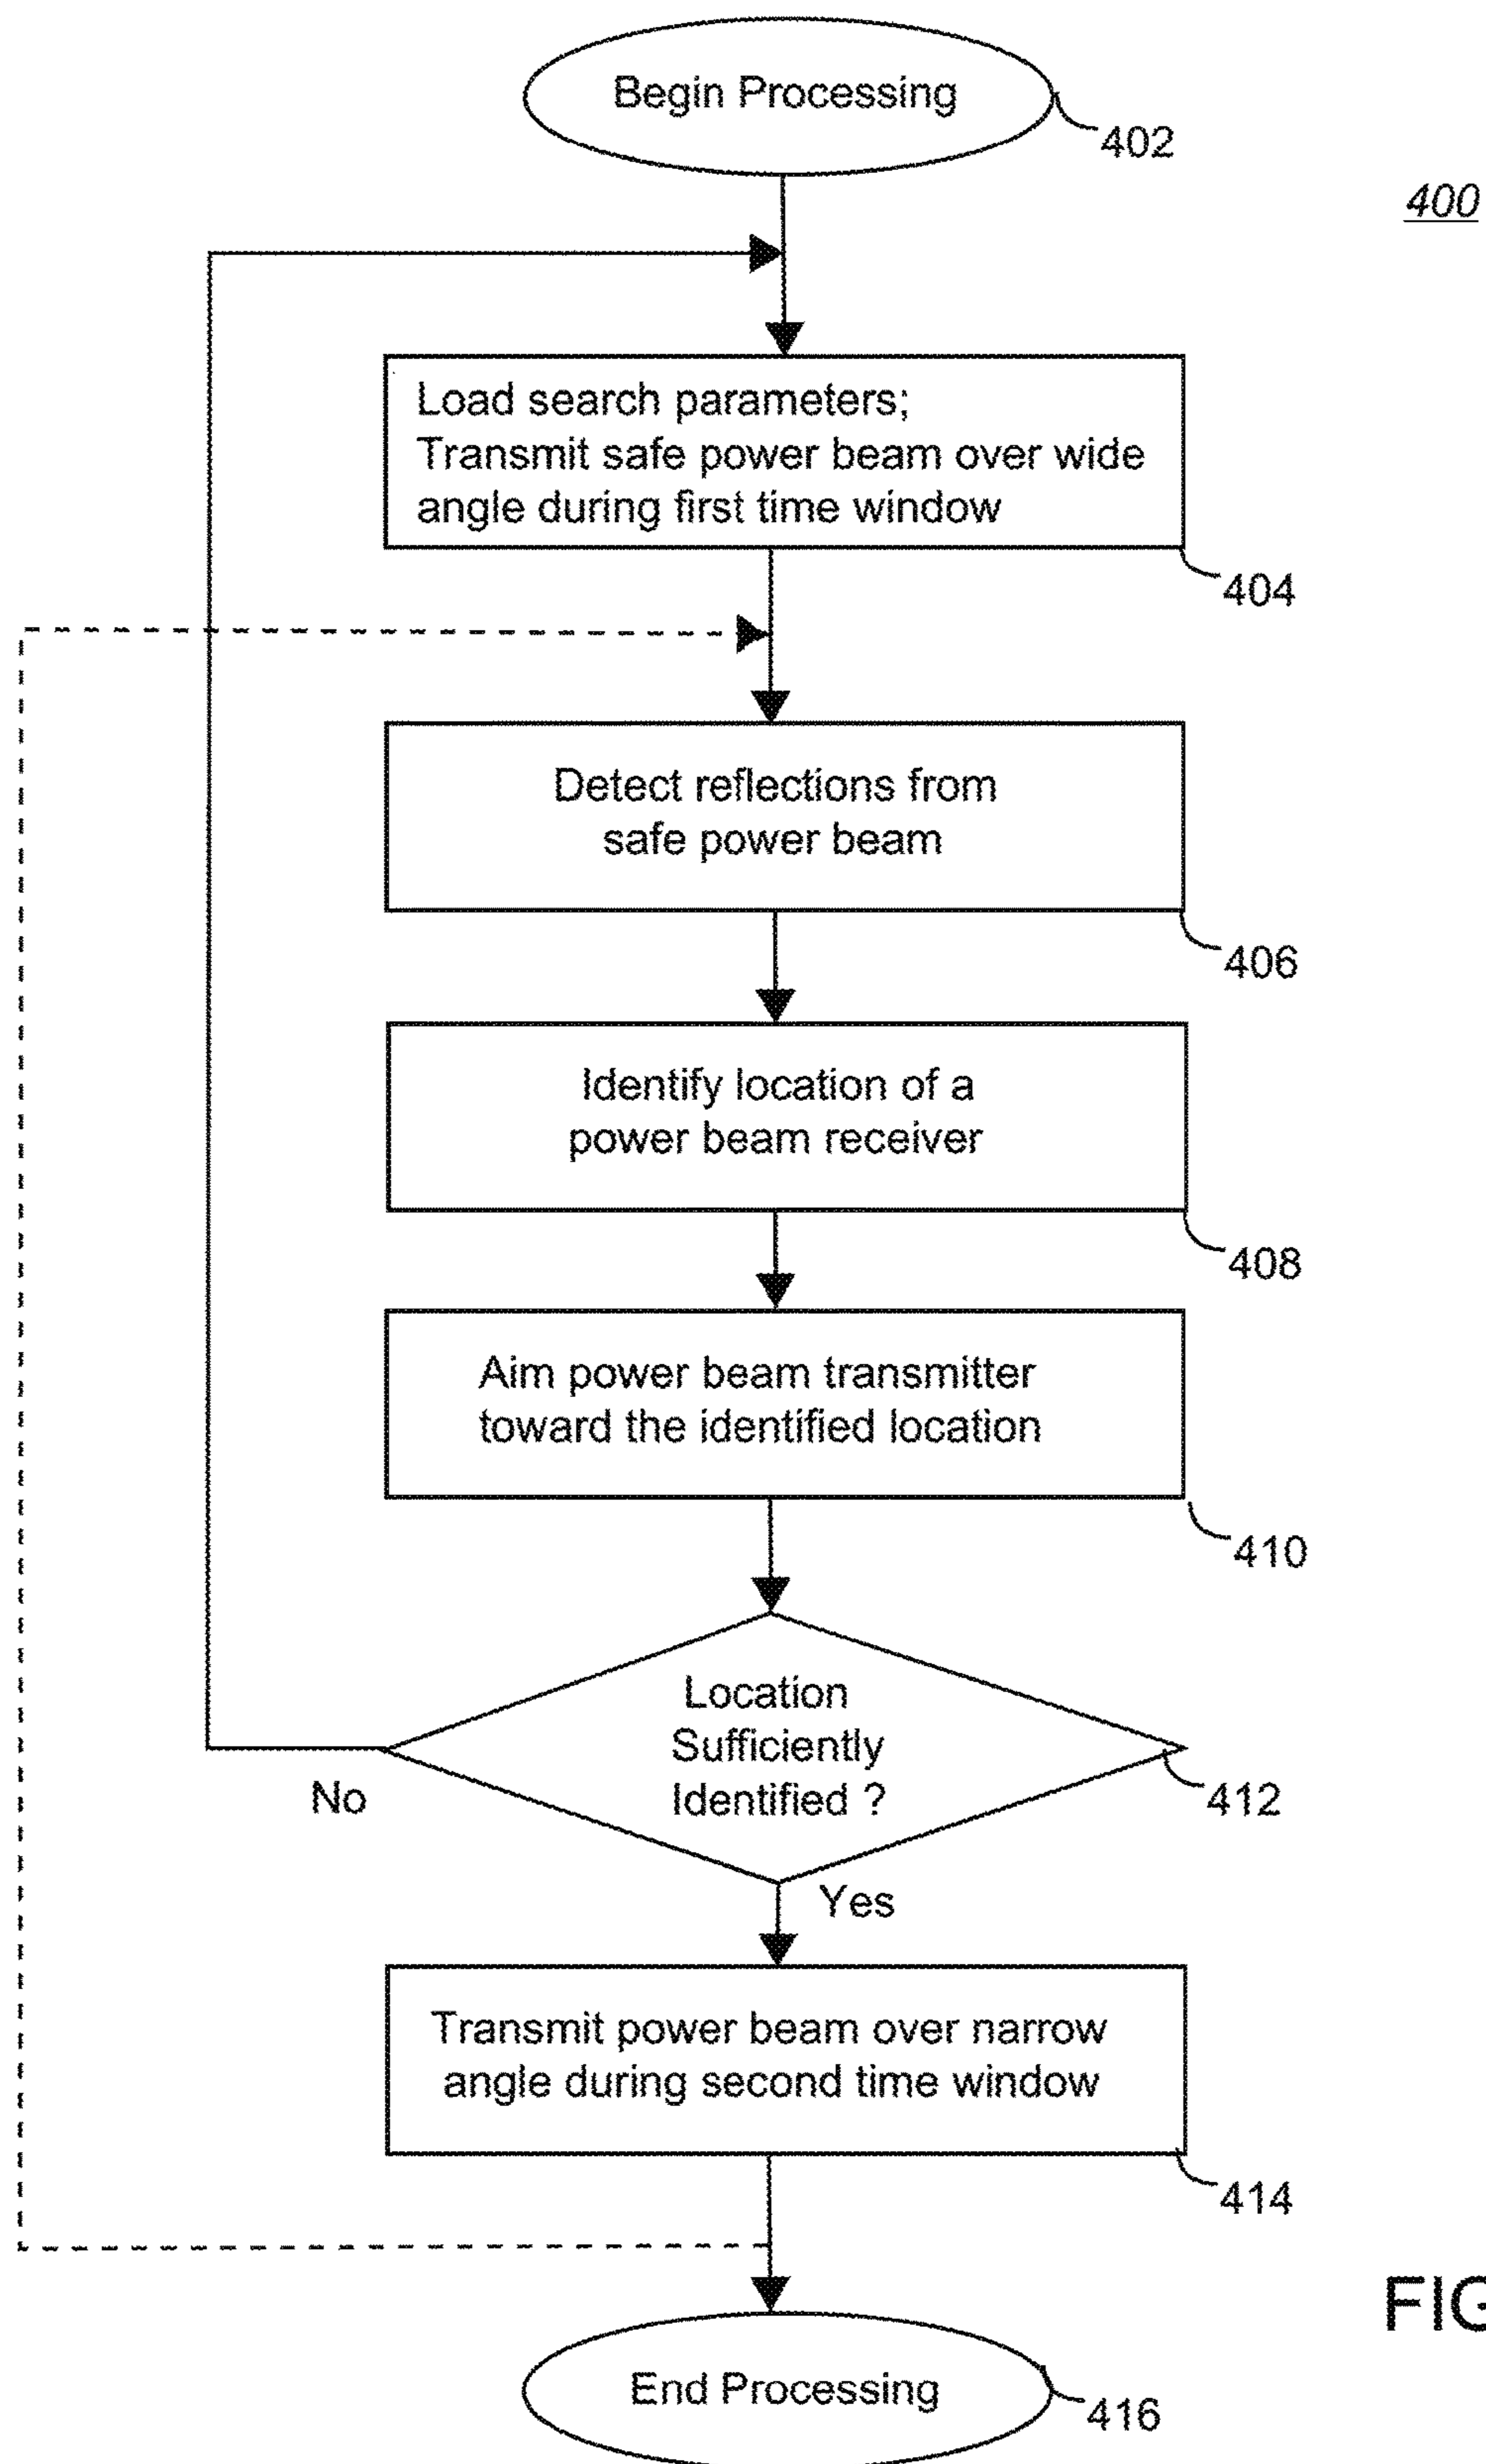 Begin Processing
402
400
Load search parameters;
Transmit safe power beam over wide
angle during first time window
404
Detect reflections from
safe power beam
406
Identify location of a
power beam receiver
408
Aim power beam transmitter
toward the identified location
410
Location
Sufficiently
Identified ?
412
No
Yes
Transmit power beam over narrow
angle during second time window
414
FIG
End Processing
416